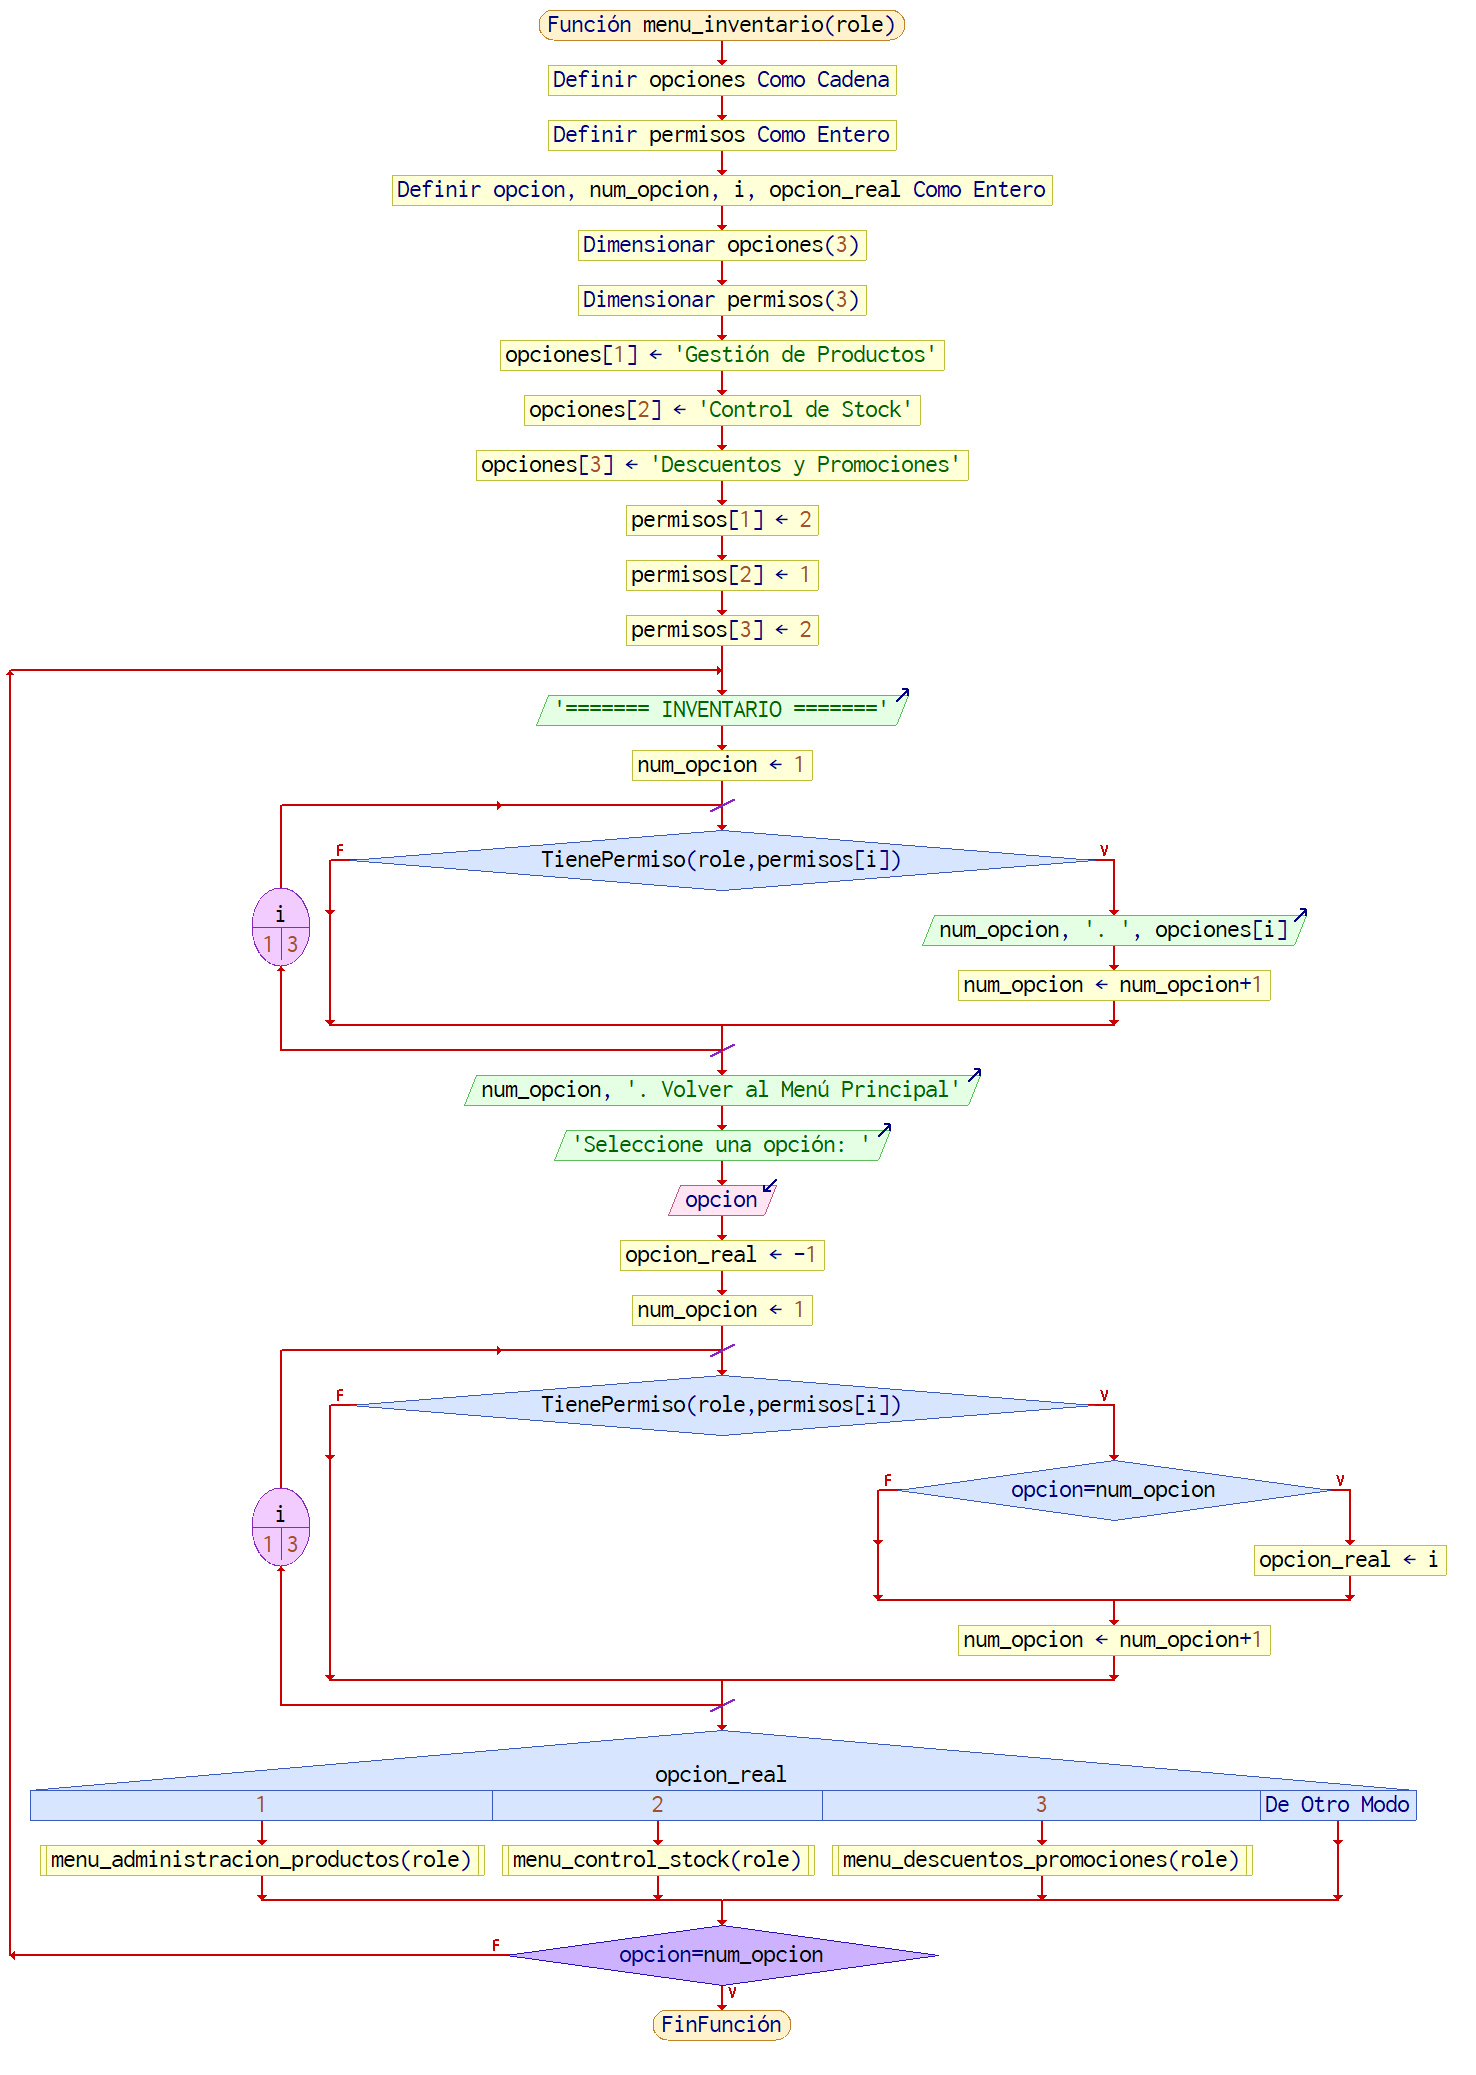 Función menu_inventario(role)
Definir opciones Como Cadena
Definir permisos Como Entero
Definir opcion, num_opcion, i, opcion_real Como Entero
Dimensionar opciones(3)
Dimensionar permisos(3)
opciones[1] ← 'Gestión de Productos'
opciones[2] ← 'Control de Stock'
opciones[3] ← 'Descuentos y Promociones'
permisos[1] ← 2
permisos[2] ← 1
permisos[3] ← 2
'======= INVENTARIO ======='
num_opcion ← 1
F
TienePermiso(role,permisos[i])
V
i
1 3
num_opcion, '. ', opciones[i]
num_opcion ← num_opcion+1
num_opcion, '. Volver al Menú Principal'
'Seleccione una opción: '
opcion
opcion_real ← -1
num_opcion ← 1
F
TienePermiso(role,permisos[i])
V
F
opcion=num_opcion
V
i
1 3
opcion_real ← i
num_opcion ← num_opcion+1
opcion_real
1
2
3
De Otro Modo
menu_administracion_productos(role)
menu_control_stock(role)
menu_descuentos_promociones(role)
F
opcion=num_opcion
V
FinFunción